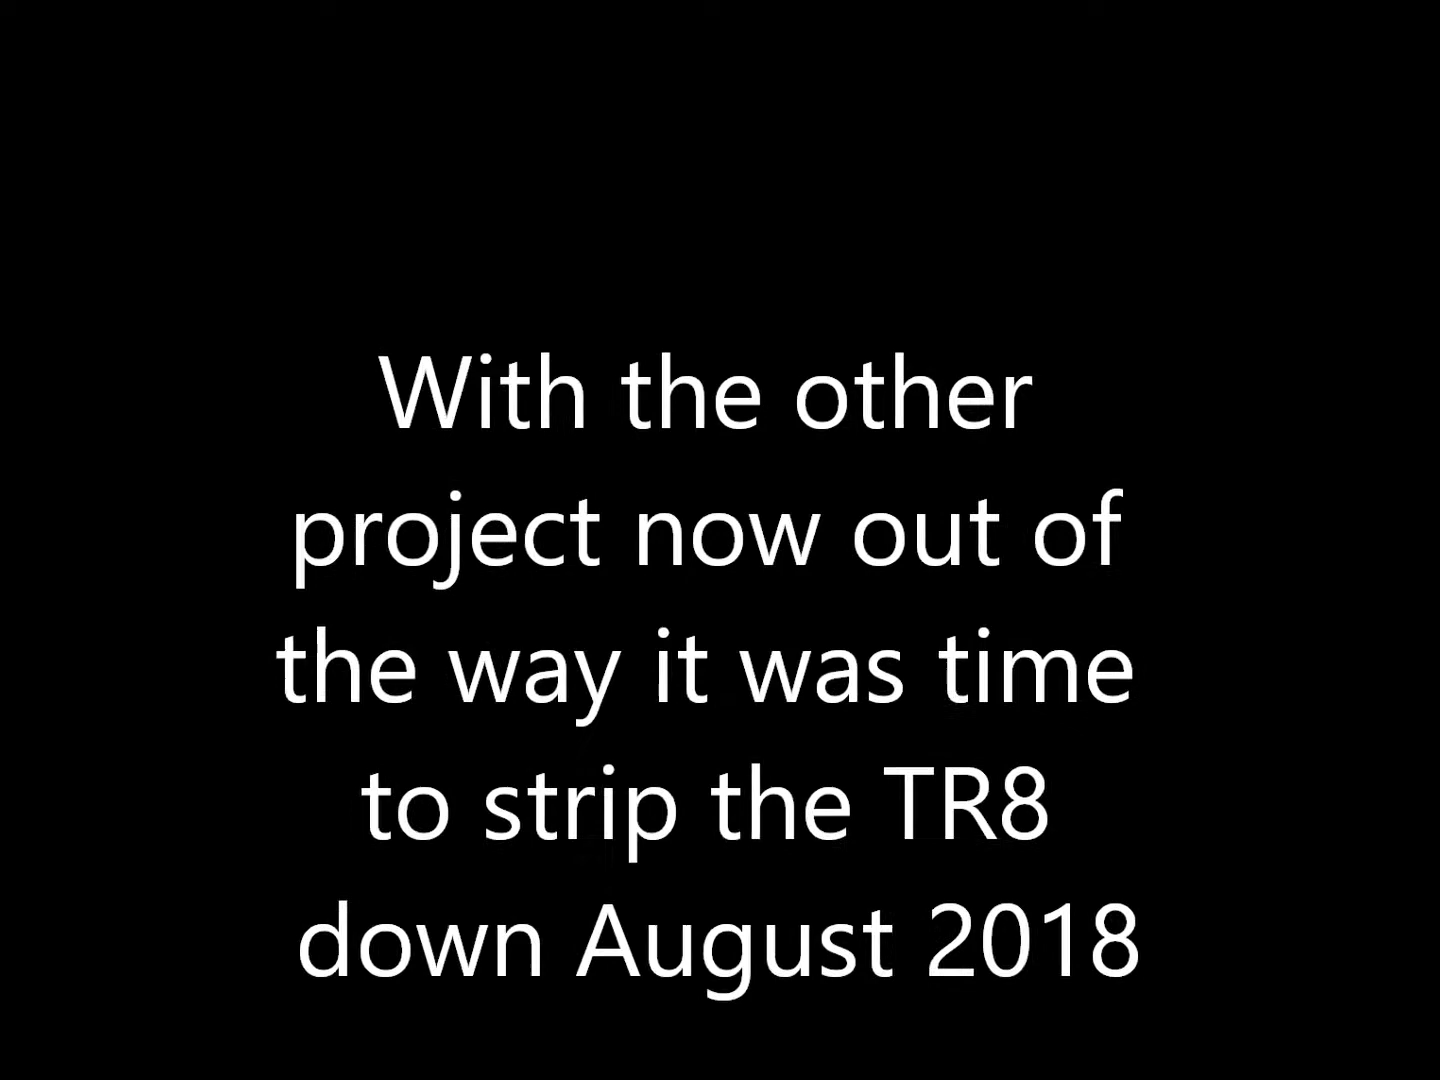 With the other
project now out of
the way it was time
to strip the TR8
down August 2018